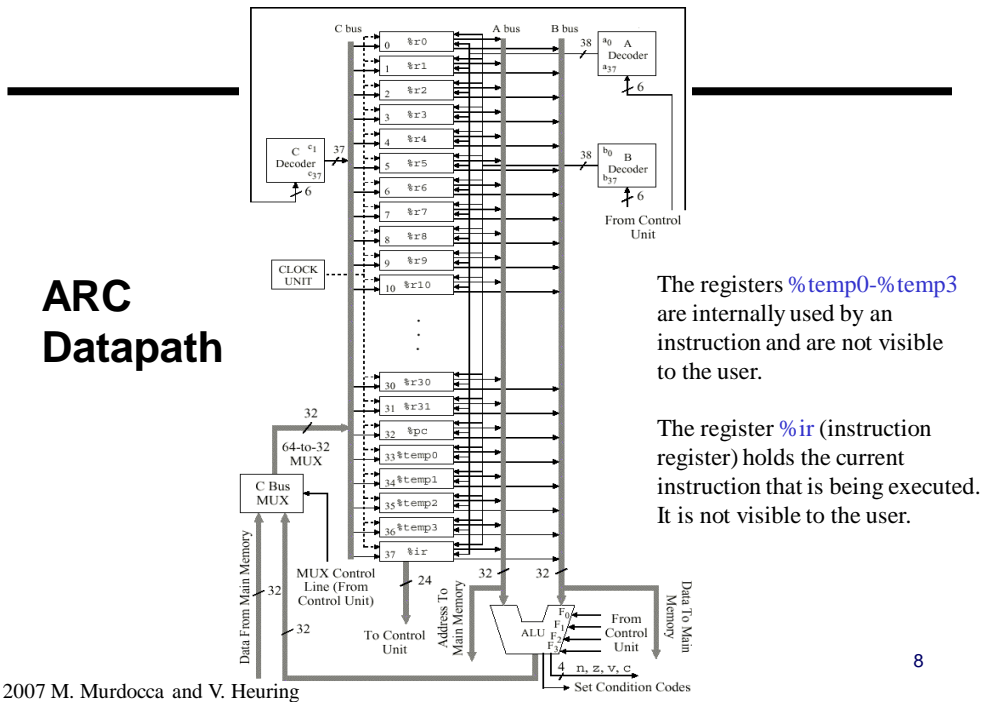 ARC
Datapath
C bus
A bus
B bus
0 %r0
1 %r1
2 %r2
3 %r3
4 %r4
5 %r5
6 %r6
7 %r7
8 %r8
9 %r9
10 %r10
.
.
.
30 %r30
31 %r31
32 %pc
33 %temp0
34 %temp1
35 %temp2
36 %temp3
37 %ir
C
Decoder
c1
c37
37
6
CLOCK
UNIT
38
a0 A
Decoder
a37
6
38
b0 B
Decoder
b37
6
From Control
Unit
32
64-to-32
MUX
C Bus
MUX
Data From Main Memory
32
32
MUX Control
Line (From
Control Unit)
24
To Control
Unit
32
32
Address To
Main Memory
Data To Main
Memory
ALU
F0
F1
F2
F3
From
Control
Unit
4 n, z, v, c
Set Condition Codes
The registers %temp0-%temp3
are internally used by an
instruction and are not visible
to the user.
The register %ir (instruction
register) holds the current
instruction that is being executed.
It is not visible to the user.
8
2007 M. Murdocca and V. Heuring